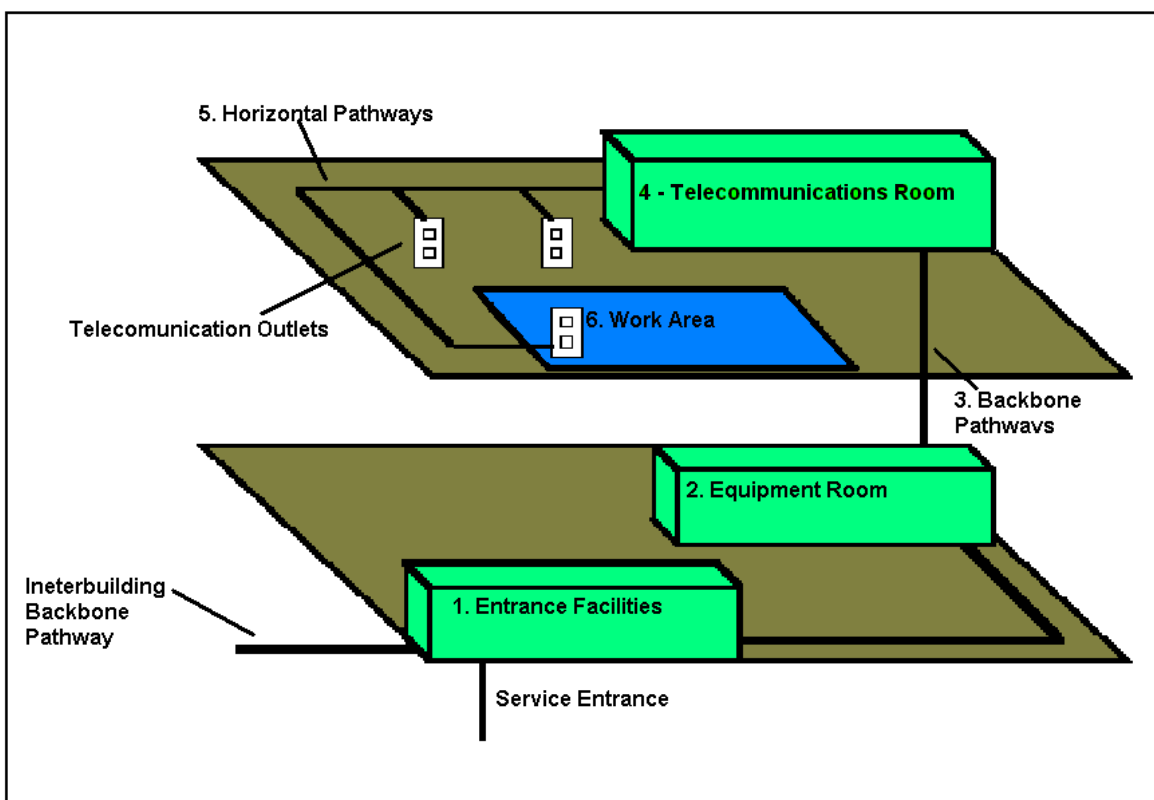 5. Horizontal Pathways
4 - Telecommunications Room
Telecomunication Outlets
6. Work Area
3. Backbone
Pathwavs
2. Equipment Room
Ineterbuilding
Backbone
Pathway
1. Entrance Facilities
Service Entrance